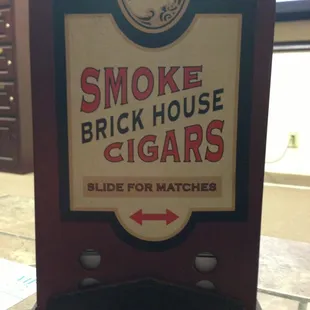 SMOKE
BRICK HOUSE
CIGARS
SLIDE FOR MATCHES